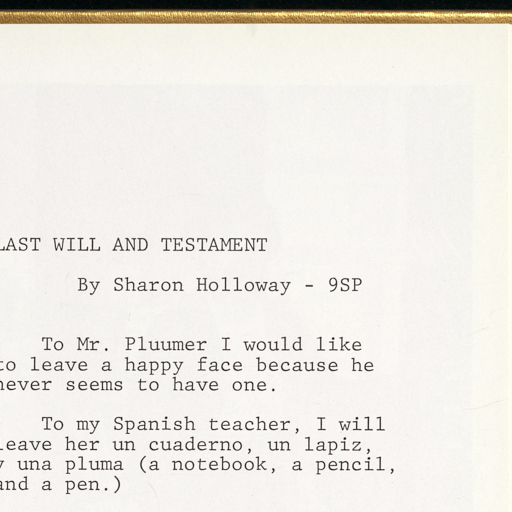 LAST WILL AND TESTAMENT
By Sharon Holloway - 9SP
To Mr. Pluumer I would like
to leave a happy face because he
never seems to have one.
To my Spanish teacher, I will
leave her un cuaderno, un lapiz,
y una pluma (a notebook, a pencil,
and a pen.)